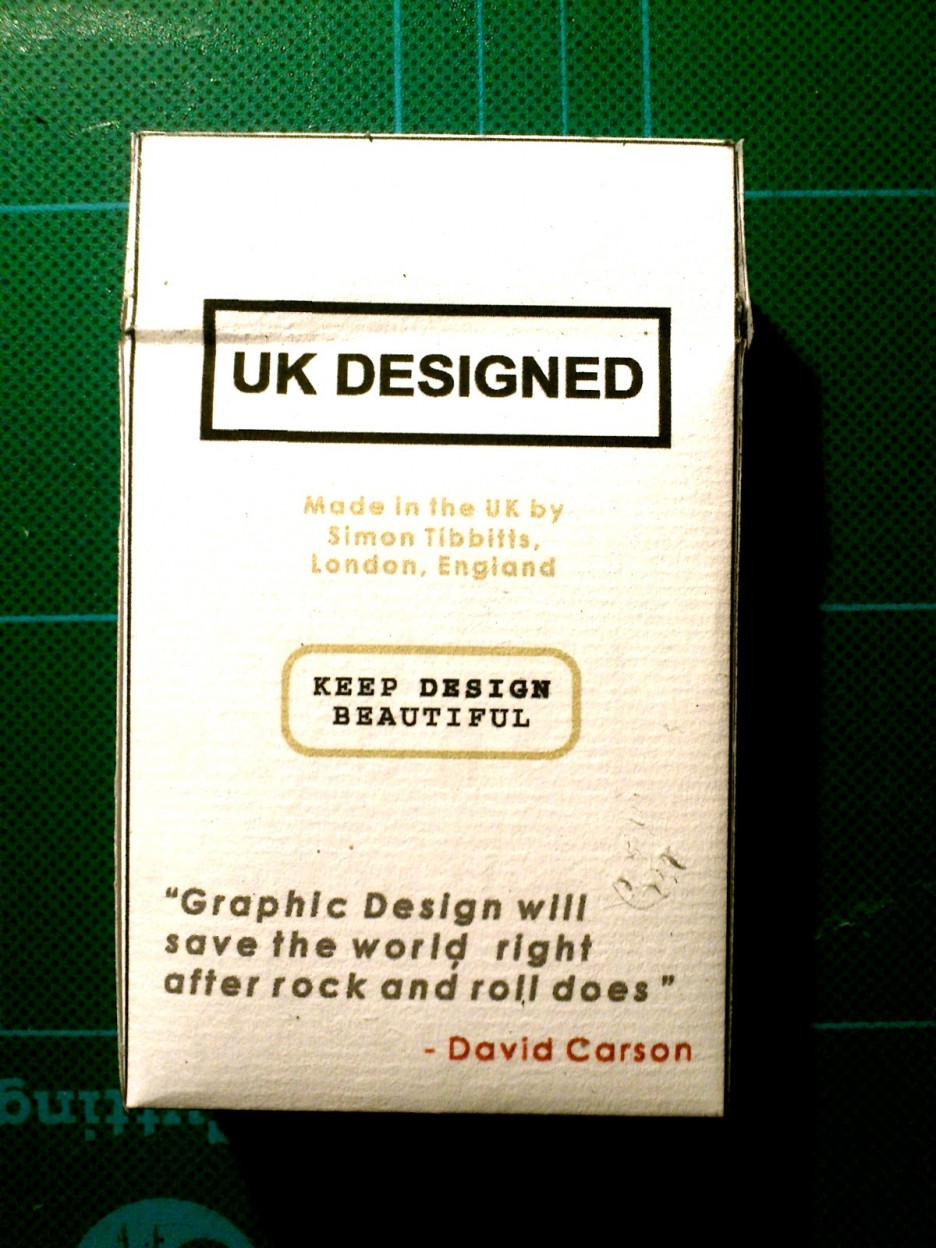 UK DESIGNED
Made in the UK by
Simon Tibbitts,
London, England
KEEP DESIGN
BEAUTIFUL
“Graphic Design will
save the world right
after rock and roll does ”
- David Carson